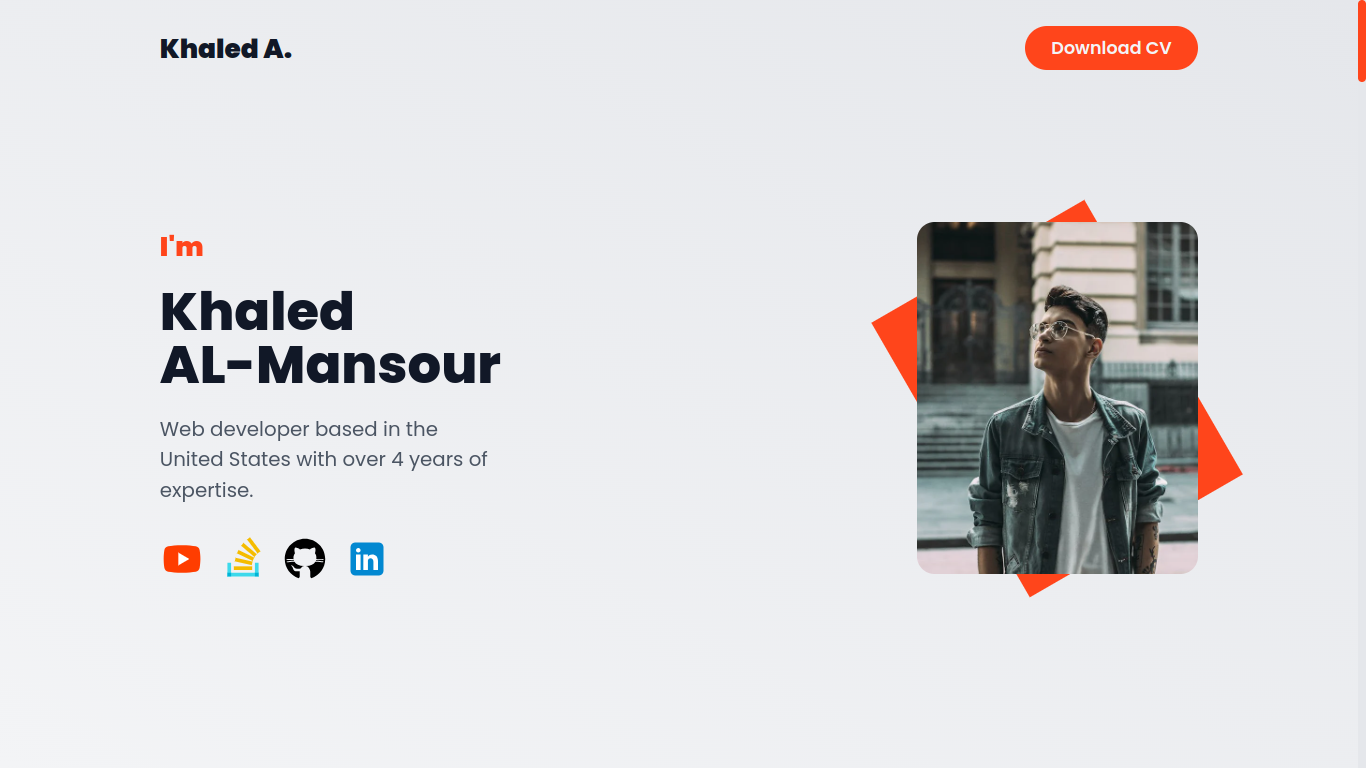 Khaled A.
Download CV
I'm
Khaled
AL-Mansour
Web developer based in the
United States with over 4 years of
expertise.
in